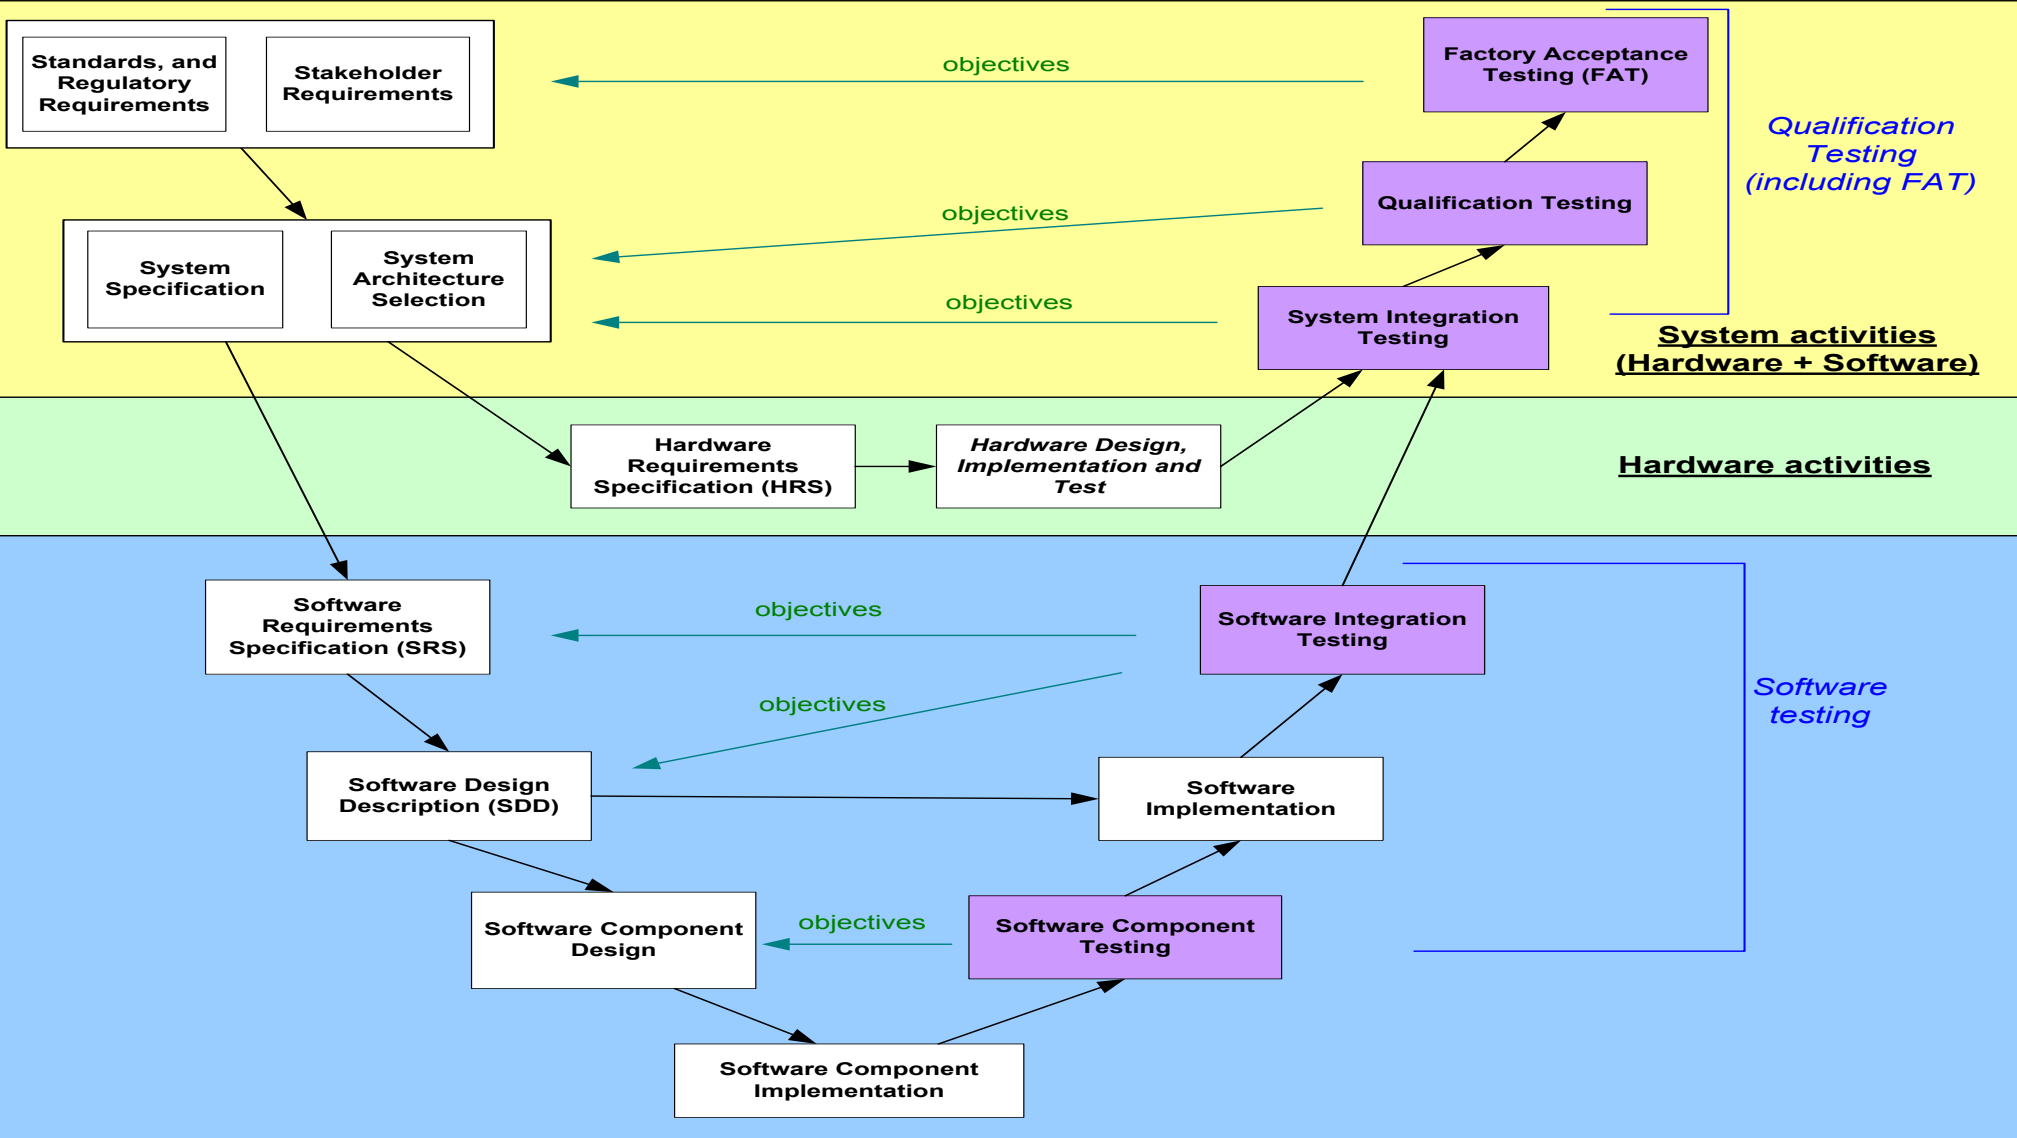 Standards, and
Regulatory
Requirements
Stakeholder
Requirements
objectives
Factory Acceptance
Testing (FAT)
Qualification
Testing
(including FAT)
Qualification Testing
objectives
System
Specification
System
Architecture
Selection
objectives
System Integration
Testing
System activities
(Hardware + Software)
Hardware
Requirements
Specification (HRS)
Hardware Design,
Implementation and
Test
Hardware activities
Software
Requirements
Specification (SRS)
objectives
Software Integration
Testing
objectives
Software
testing
Software Design
Description (SDD)
Software
Implementation
Software Component
Design
objectives
Software Component
Testing
Software Component
Implementation